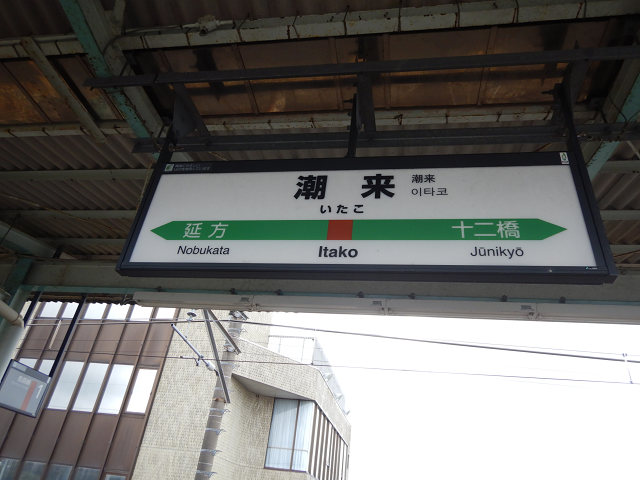 潮来
潮来
이타코
いたこ
延方
十二橋
Nobukata
Itako
Jūnikyō